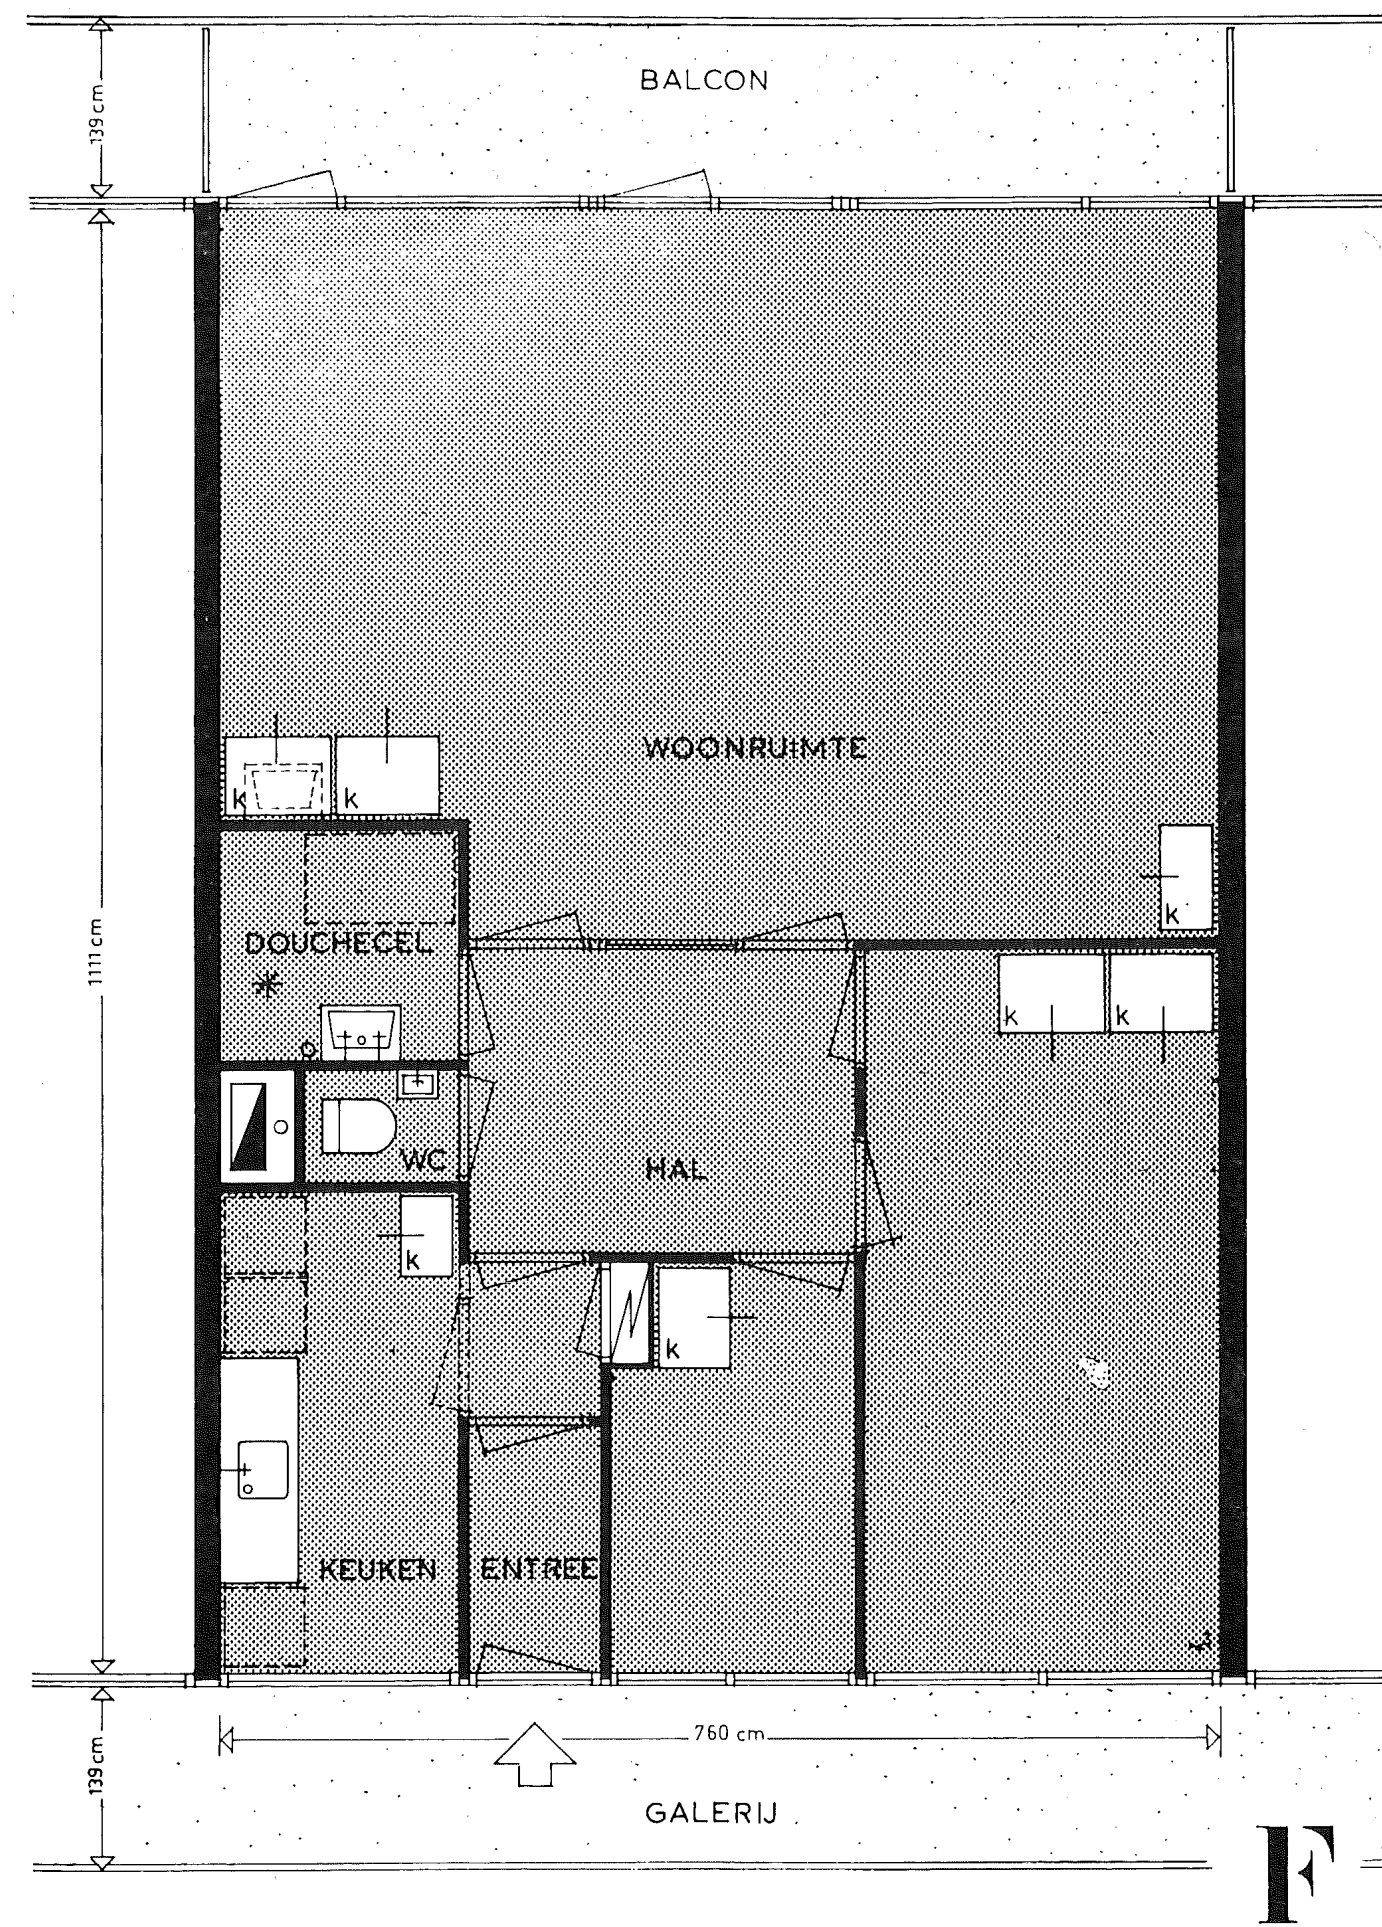 BALCON
139 cm
WOONRUIMTE
k
k
k
DOUCHECEL
1111 cm
k
k
WC
HAL
k
k
KEUKEN
ENTREE
760 cm
139 cm
GALERIJ
F